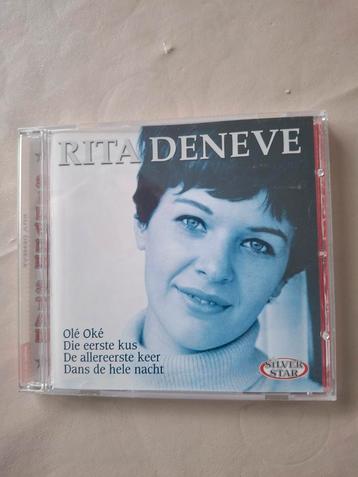 RITA DENEVE
Olé Oké
Die eerste kus
De allereerste keer
Dans de hele nacht
SILVER
STAR